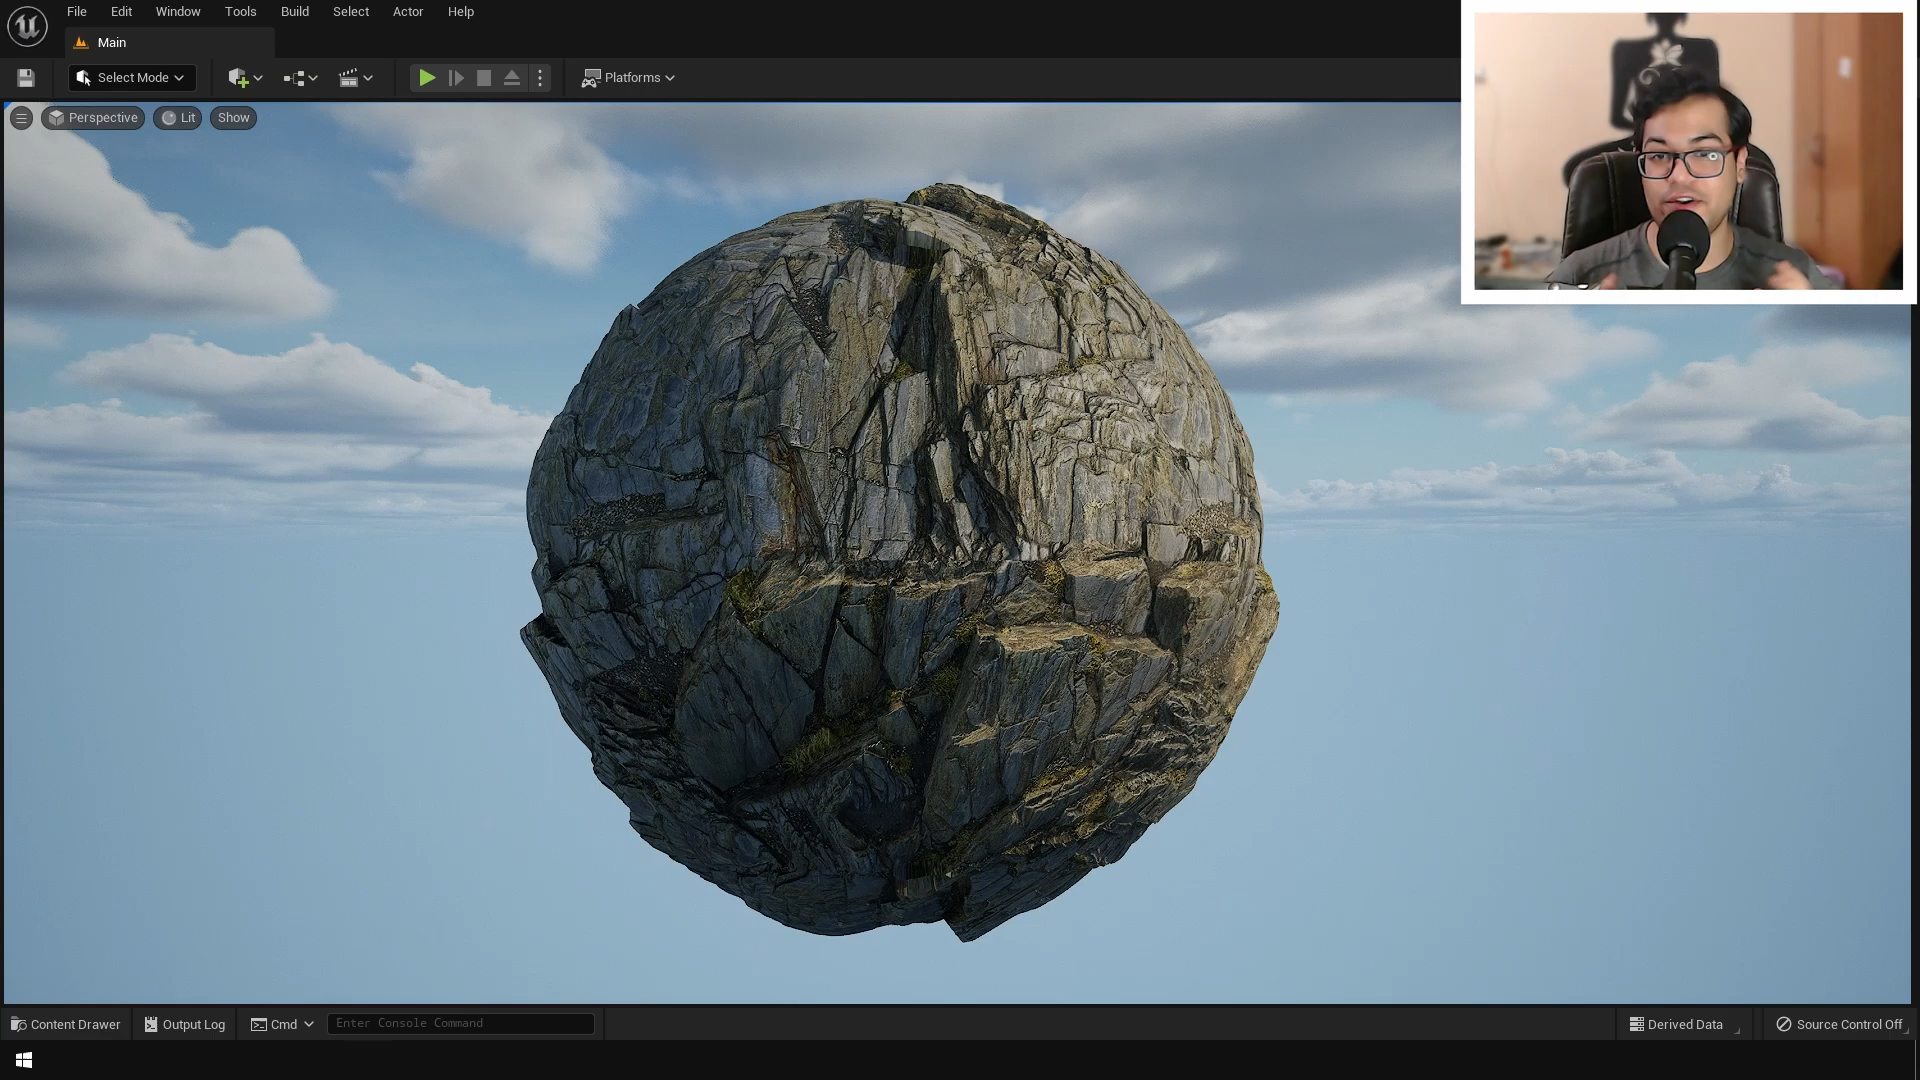 File Edit Window Tools Build Select Actor Help
Main
Select Mode Platforms
Perspective Lit Show
Content Drawer Output Log Cmd Enter Console Command Derived Data Source Control Off